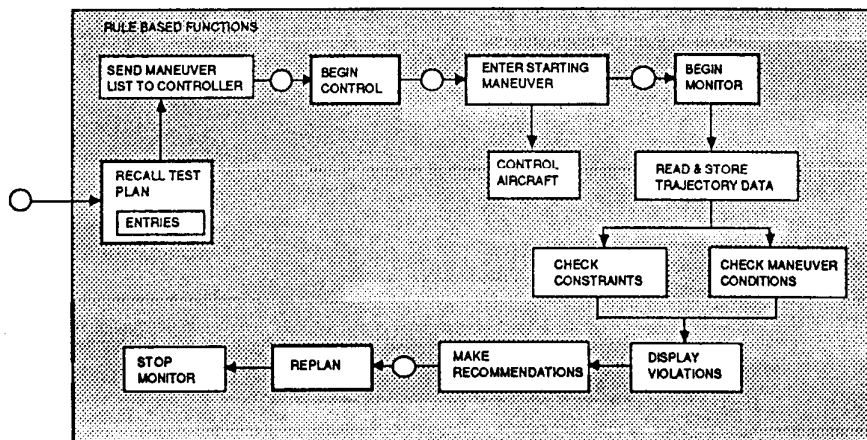 RULE BASED FUNCTIONS
SEND MANEUVER
LIST TO CONTROLLER
BEGIN
CONTROL
ENTER STARTING
MANEUVER
BEGIN
MONITOR
RECALL TEST
PLAN
ENTRIES
CONTROL
AIRCRAFT
READ & STORE
TRAJECTORY DATA
CHECK
CONSTRAINTS
CHECK MANEUVER
CONDITIONS
STOP
MONITOR
REPLAN
MAKE
RECOMMENDATIONS
DISPLAY
VIOLATIONS